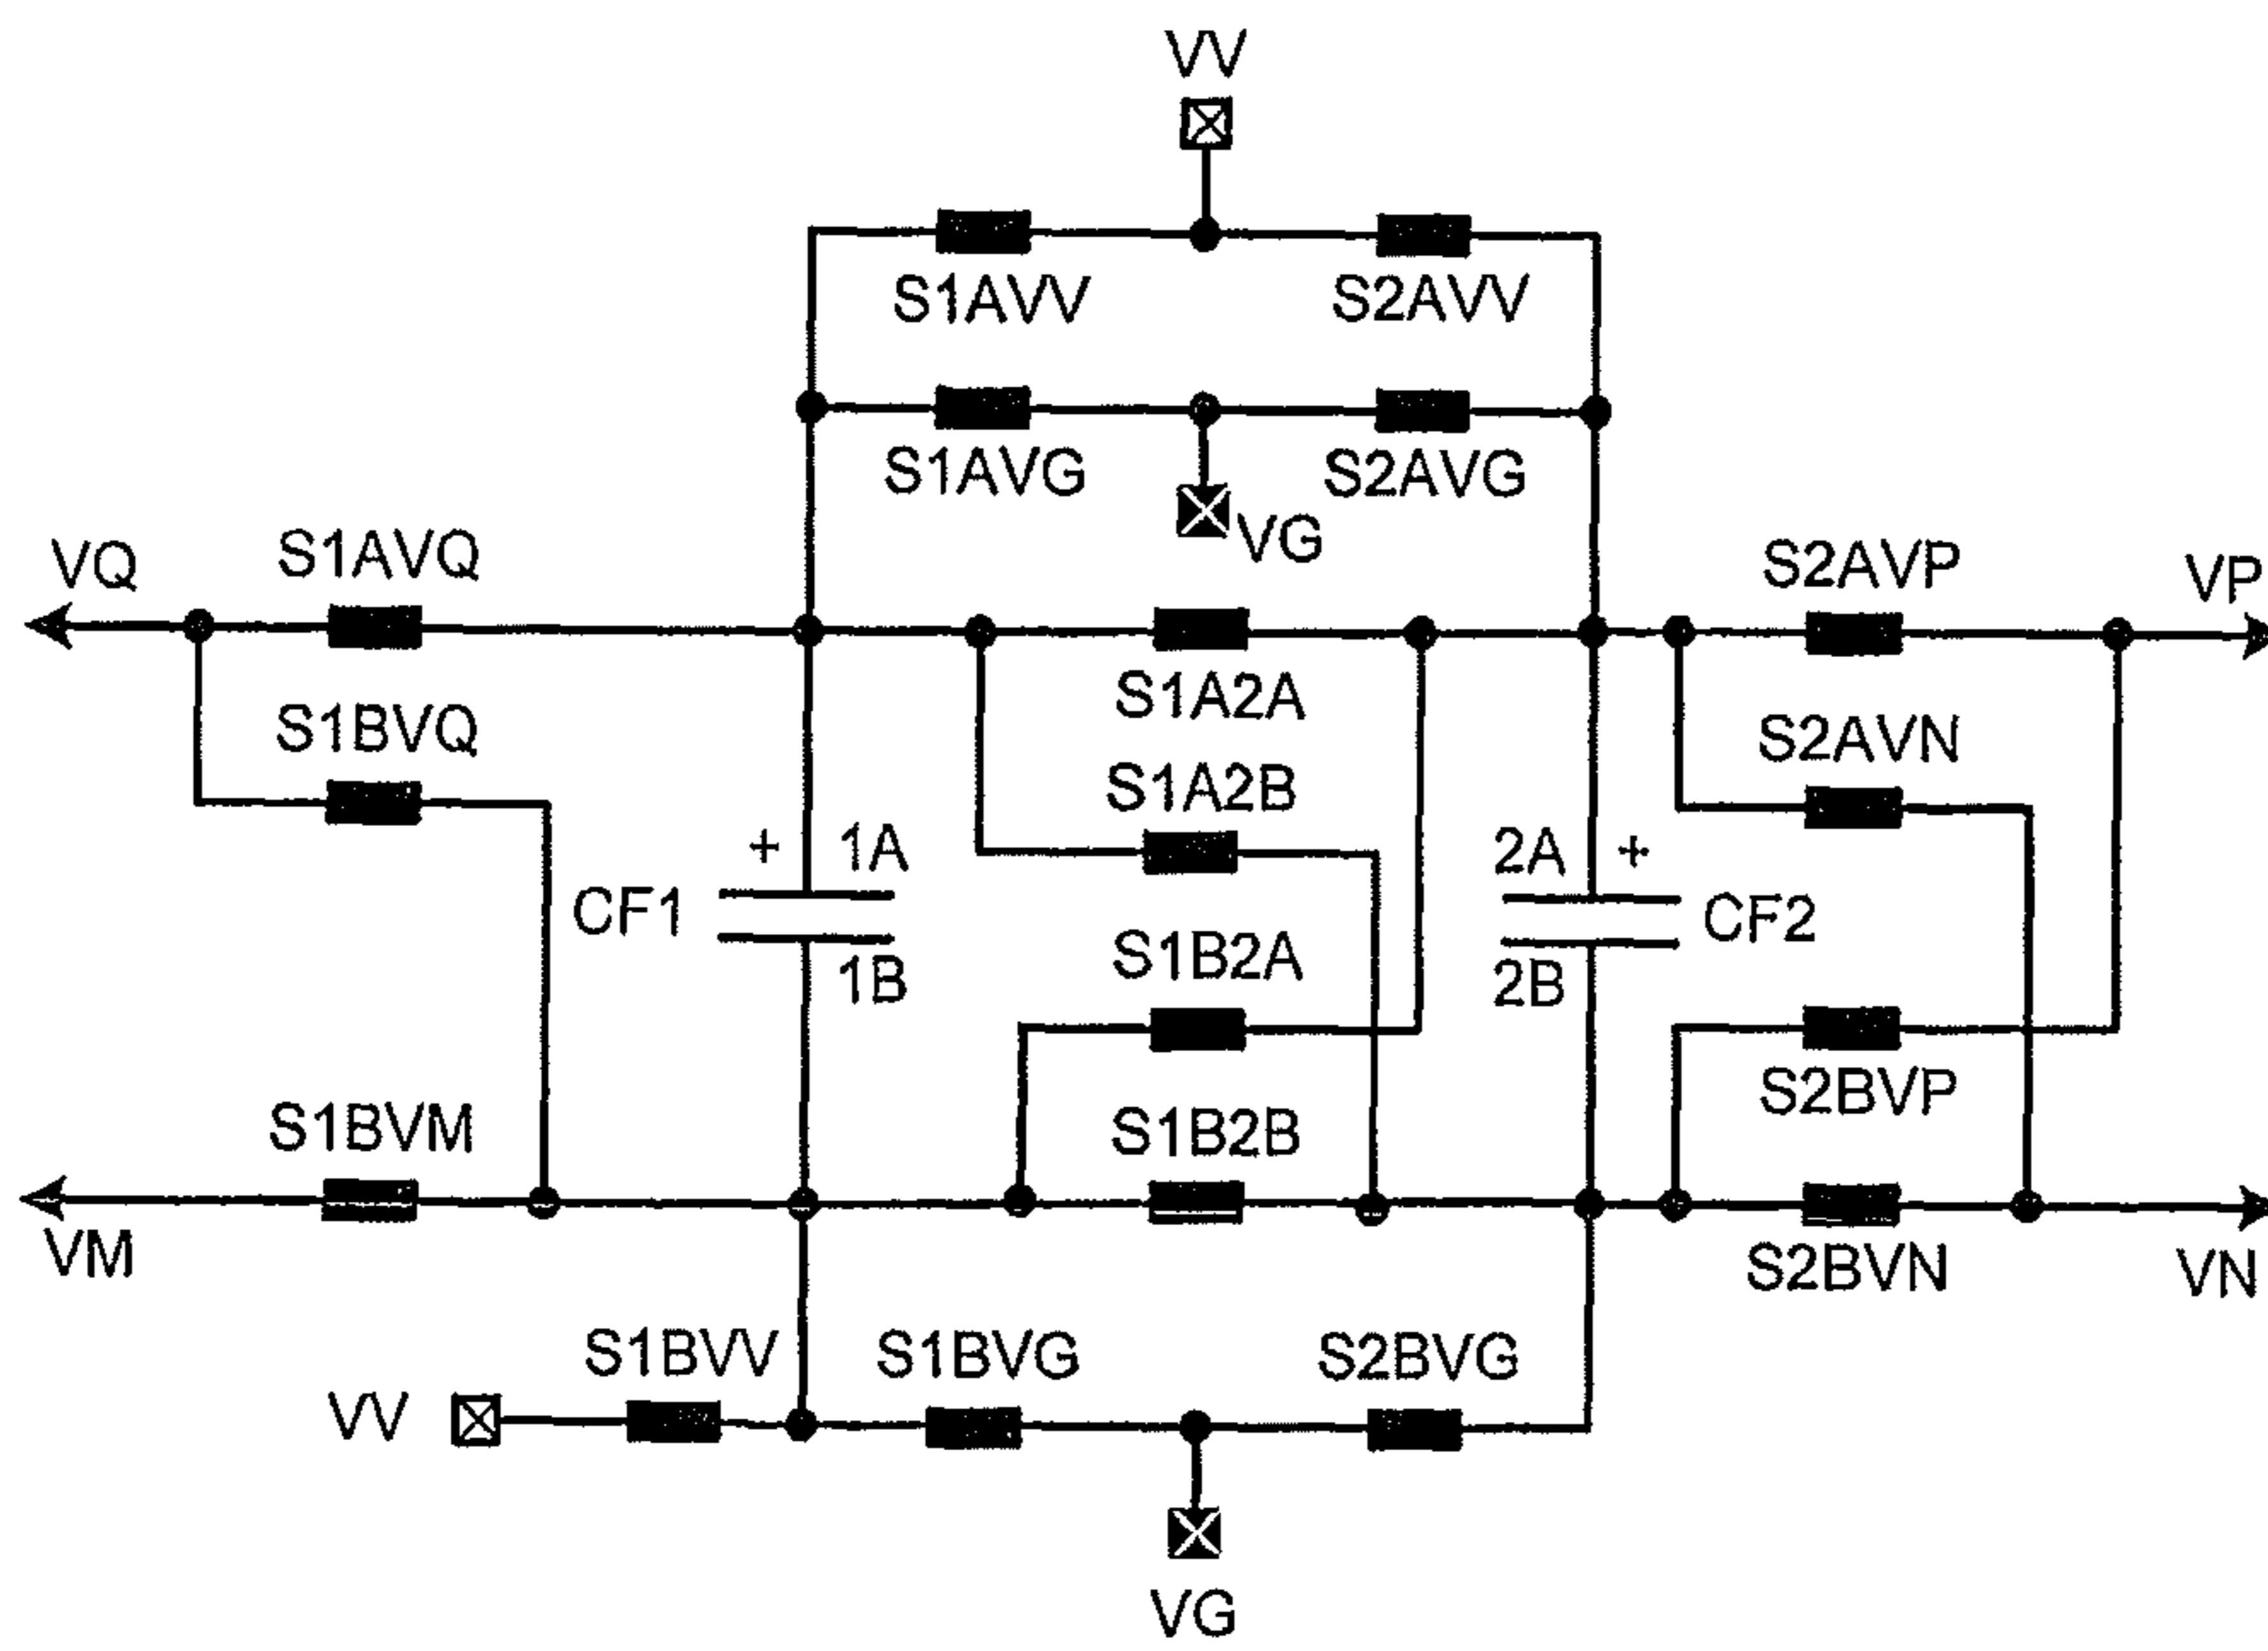 VV
S1AVV S2AVV
S1AVG S2AVG
VG
VQ S1AVQ S2AVP VP
S1BVQ S1A2A S2AVN
S1A2B
+ 1A 2A +
CF1 CF2
1B S1B2A 2B
S1BVM S1B2B S2BVP
VM S2BVN VN
S1BVV S1BVG S2BVG
VV
VG